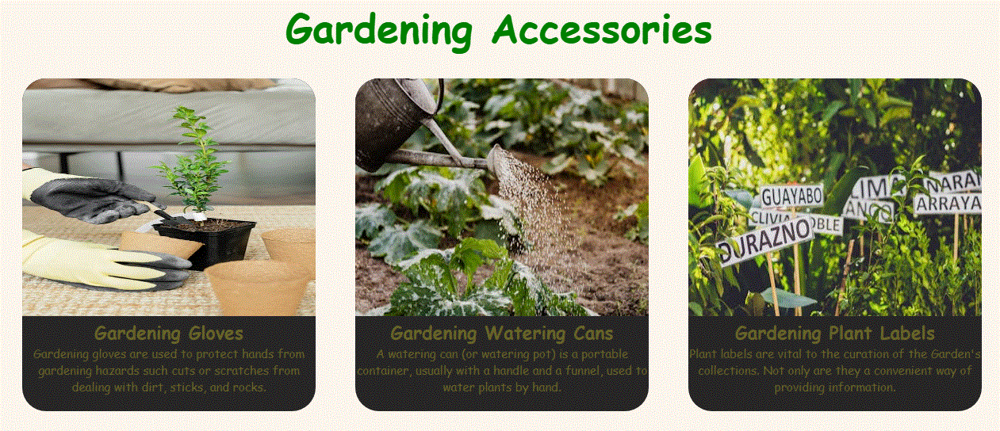 Gardening Accessories
GUAYABO
LIMA
NARAN
CLIVIA
OBLE
ANGO
ARRAYA
DURAZNO
Gardening Gloves
Gardening gloves are used to protect hands from
gardening hazards such cuts or scratches from
dealing with dirt, sticks, and rocks.
Gardening Watering Cans
A watering can (or watering pot) is a portable
container, usually with a handle and a funnel, used to
water plants by hand.
Gardening Plant Labels
Plant labels are vital to the curation of the Garden's
collections. Not only are they a convenient way of
providing information.